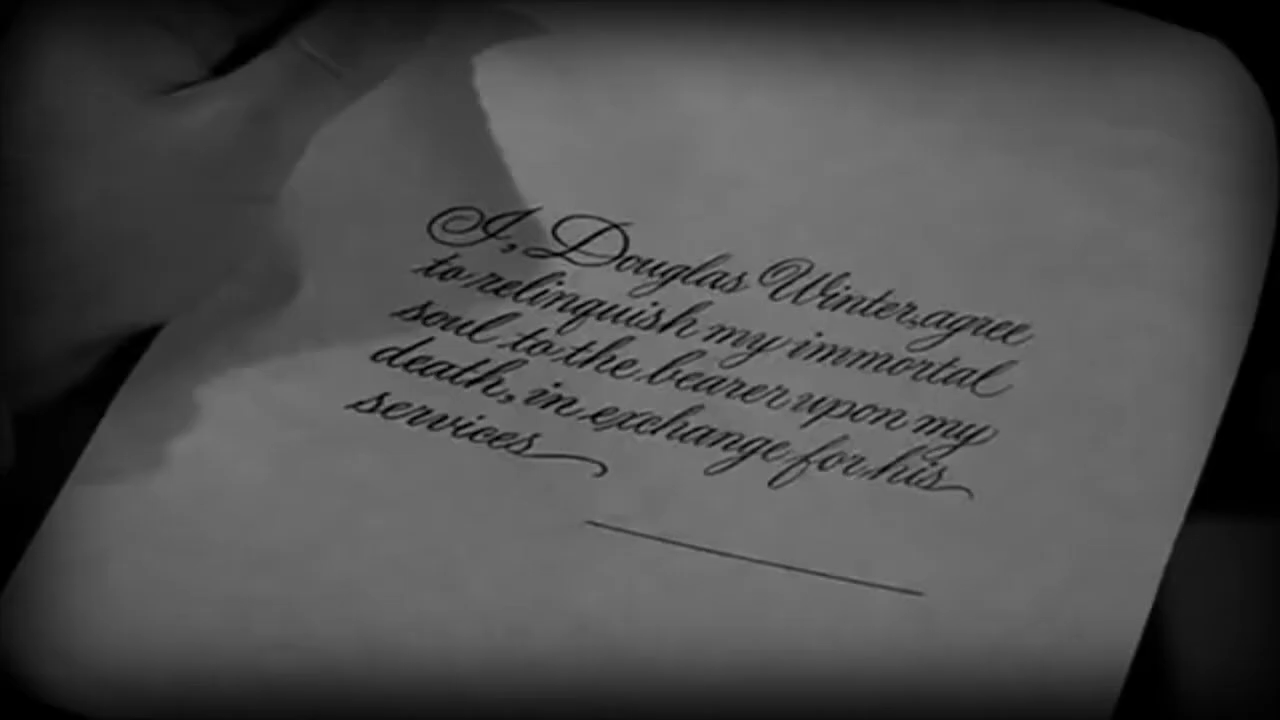 I, Douglas Winter, agree
to relinquish my immortal
soul to the bearer upon my
death, in exchange for his
services